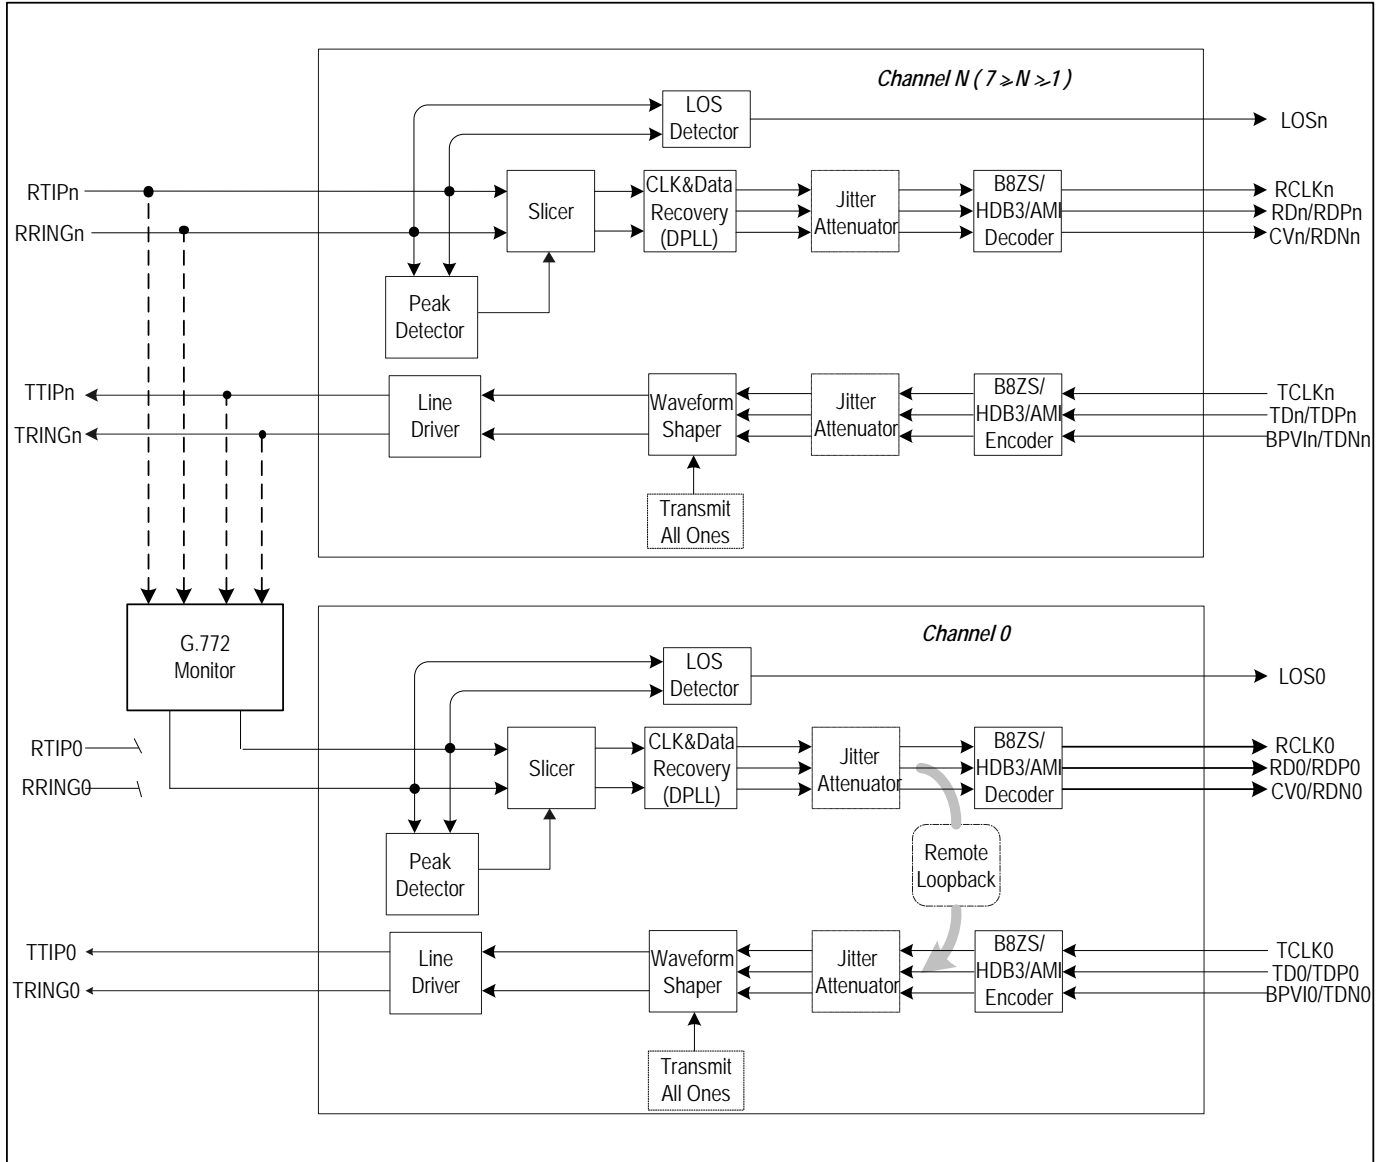 Channel N ( 7 ⩾ N ⩾ 1 )
LOS
Detector
LOSn
RTIPn
RRINGn
Slicer
CLK&Data
Recovery
(DPLL)
Jitter
Attenuator
B8ZS/
HDB3/AMI
Decoder
RCLKn
RDn/RDPn
CVn/RDNn
Peak
Detector
TTIPn
TRINGn
Line
Driver
Waveform
Shaper
Jitter
Attenuator
B8ZS/
HDB3/AMI
Encoder
TCLKn
TDn/TDPn
BPVIn/TDNn
Transmit
All Ones
G.772
Monitor
Channel 0
LOS
Detector
LOS0
RTIP0
RRING0
Slicer
CLK&Data
Recovery
(DPLL)
Jitter
Attenuator
B8ZS/
HDB3/AMI
Decoder
RCLK0
RD0/RDP0
CV0/RDN0
Peak
Detector
Remote
Loopback
TTIP0
TRING0
Line
Driver
Waveform
Shaper
Jitter
Attenuator
B8ZS/
HDB3/AMI
Encoder
TCLK0
TD0/TDP0
BPVI0/TDN0
Transmit
All Ones